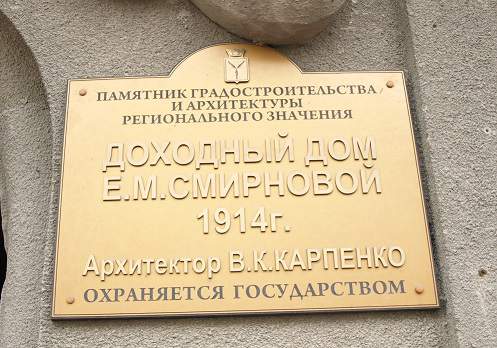 ПАМЯТНИК ГРАДОСТРОИТЕЛЬСТВА
И АРХИТЕКТУРЫ
РЕГИОНАЛЬНОГО ЗНАЧЕНИЯ
ДОХОДНЫЙ ДОМ
Е.М.СМИРНОВОЙ
1914г.
Архитектор В.К.КАРПЕНКО
ОХРАНЯЕТСЯ ГОСУДАРСТВОМ